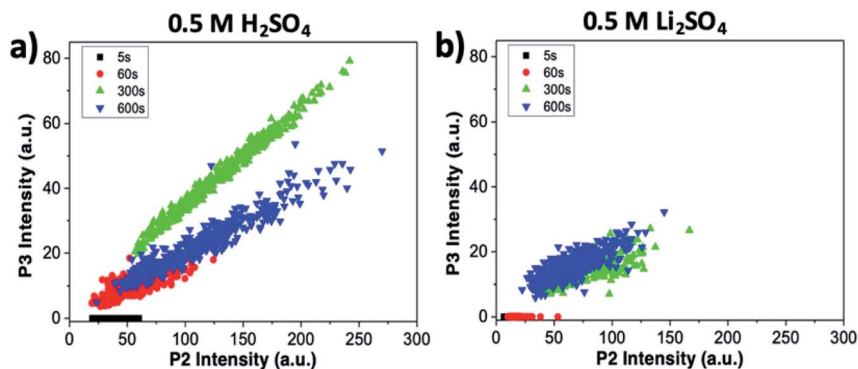 0.5 M H₂SO₄
a)
5s
60s
300s
600s
P3 Intensity (a.u.)
80
60
40
20
0
0 50 100 150 200 250 300
P2 Intensity (a.u.)
0.5 M Li₂SO₄
b)
5s
60s
300s
600s
P3 Intensity (a.u.)
80
60
40
20
0
0 50 100 150 200 250 300
P2 Intensity (a.u.)